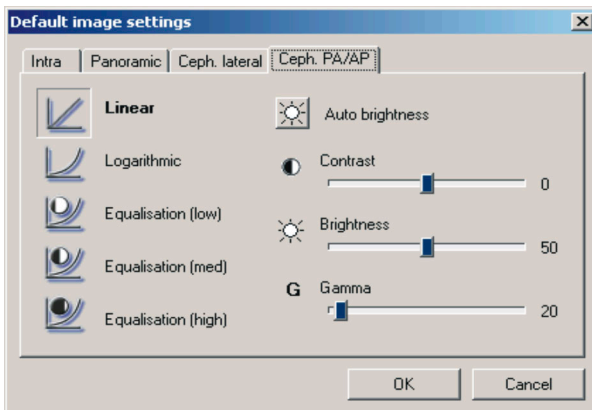 Default image settings
Intra Panoramic Ceph. lateral Ceph. PA/AP
Linear
Logarithmic
Equalisation (low)
Equalisation (med)
Equalisation (high)
Auto brightness
Contrast
0
Brightness
50
G Gamma
20
OK Cancel